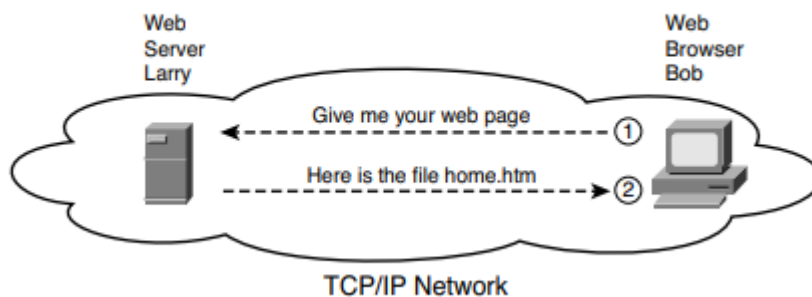 Web
Server
Larry
Web
Browser
Bob
Give me your web page
1
Here is the file home.htm
2
TCP/IP Network